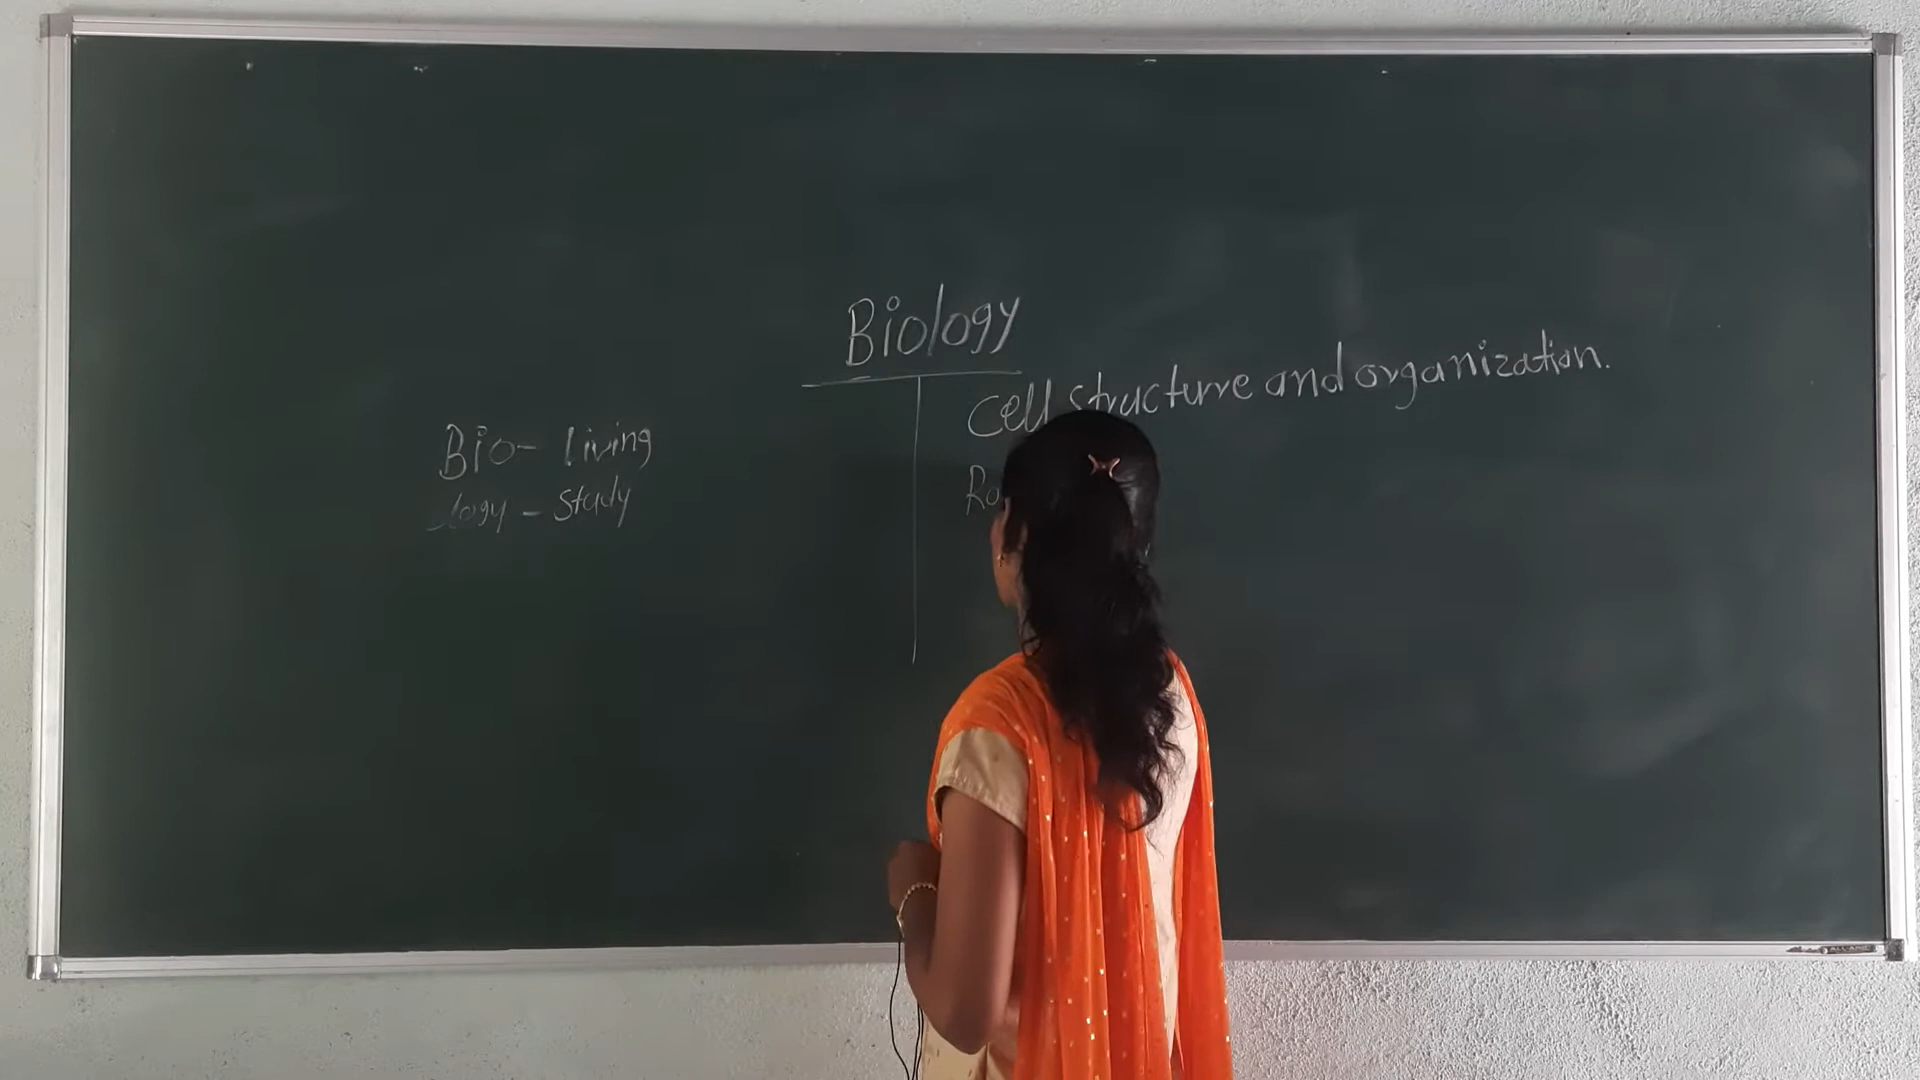 Biology
Bio- living
logy - study
Cell structure and organization.